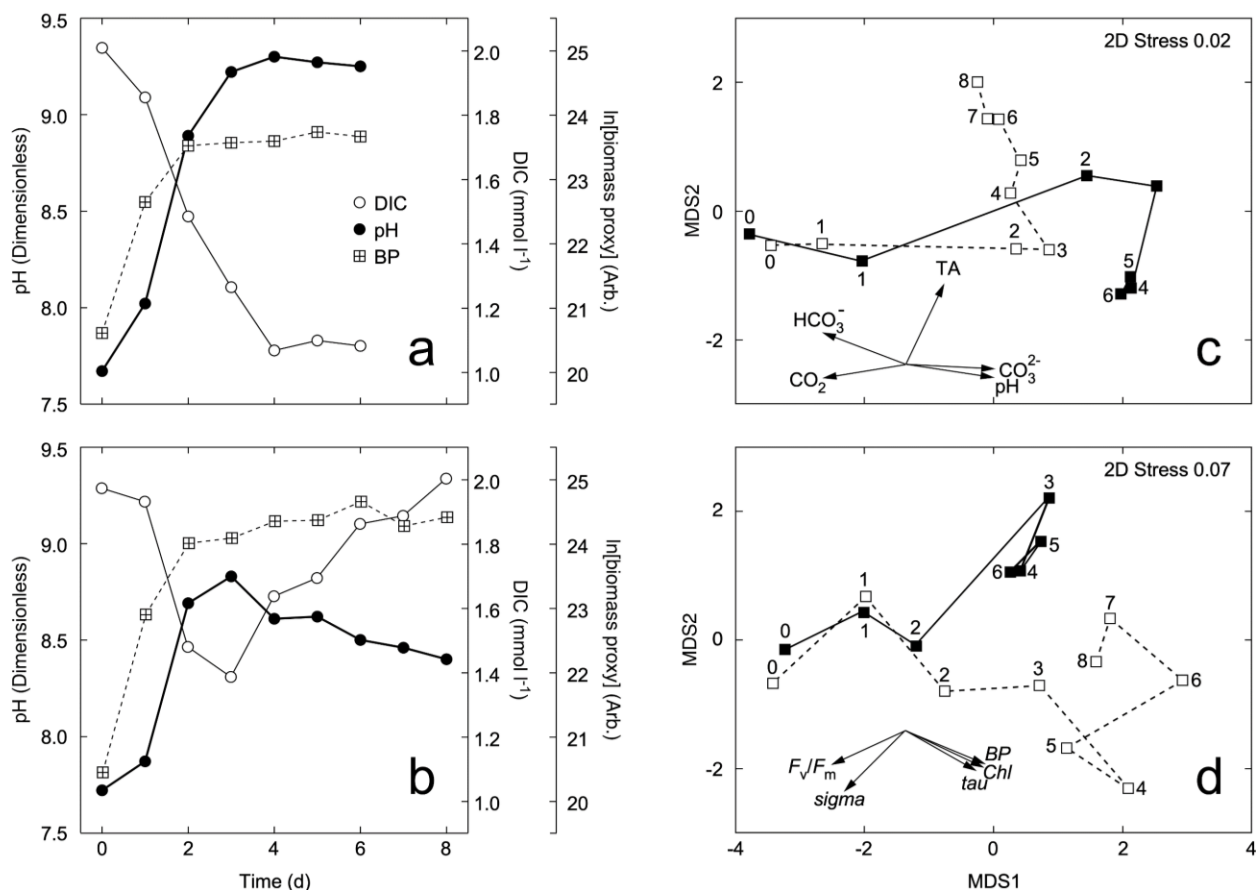 9.5
9.0
8.5
8.0
7.5
pH (Dimensionless)
2.0
1.8
1.6
1.4
1.2
1.0
DIC (mmol l⁻¹)
25
24
23
22
21
20
ln[biomass proxy] (Arb.)
DIC
pH
BP
a
2D Stress 0.02
2
0
-2
MDS2
0
1
2
5
4
6
0
1
2
3
4
5
6
7
8
TA
HCO₃⁻
CO₂
CO₃²⁻
pH
c
9.5
9.0
8.5
8.0
7.5
pH (Dimensionless)
2.0
1.8
1.6
1.4
1.2
1.0
DIC (mmol l⁻¹)
25
24
23
22
21
20
ln[biomass proxy] (Arb.)
b
0
2
4
6
8
Time (d)
2D Stress 0.07
2
0
-2
MDS2
0
1
2
3
5
6
4
0
1
2
3
4
5
6
7
8
Fv/Fm
sigma
BP
Chl
tau
d
-4
-2
0
2
4
MDS1